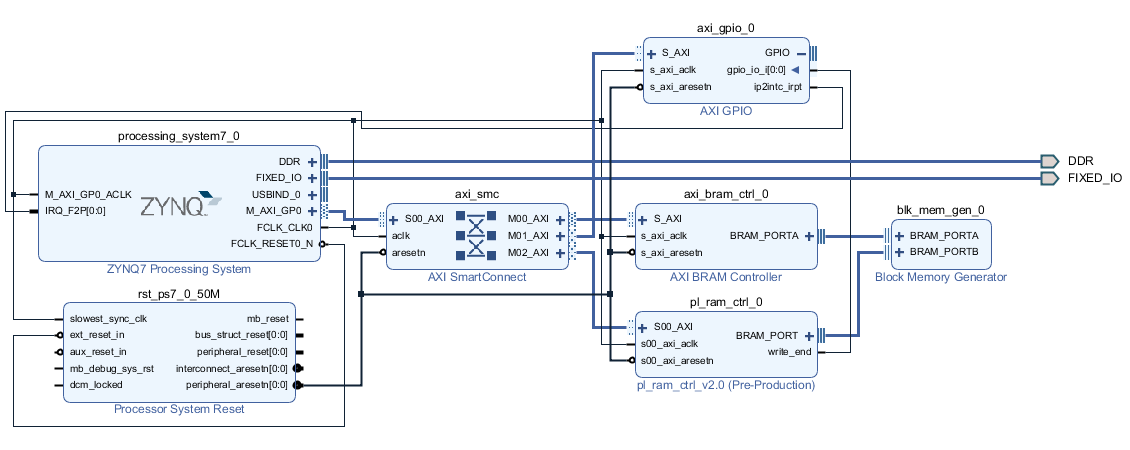 axi_gpio_0
S_AXI
GPIO
s_axi_aclk
gpio_io_i[0:0]
s_axi_aresetn
ip2intc_irpt
AXI GPIO
processing_system7_0
DDR
FIXED_IO
USBIND_0
M_AXI_GP0_ACLK
IRQ_F2P[0:0]
M_AXI_GP0
FCLK_CLK0
FCLK_RESET0_N
ZYNQ
ZYNQ7 Processing System
DDR
FIXED_IO
axi_smc
S00_AXI
aclk
aresetn
M00_AXI
M01_AXI
M02_AXI
AXI SmartConnect
axi_bram_ctrl_0
S_AXI
s_axi_aclk
s_axi_aresetn
BRAM_PORTA
AXI BRAM Controller
blk_mem_gen_0
BRAM_PORTA
BRAM_PORTB
Block Memory Generator
rst_ps7_0_50M
slowest_sync_clk
ext_reset_in
aux_reset_in
mb_debug_sys_rst
dcm_locked
mb_reset
bus_struct_reset[0:0]
peripheral_reset[0:0]
interconnect_aresetn[0:0]
peripheral_aresetn[0:0]
Processor System Reset
pl_ram_ctrl_0
S00_AXI
s00_axi_aclk
s00_axi_aresetn
BRAM_PORT
write_end
pl_ram_ctrl_v2.0 (Pre-Production)